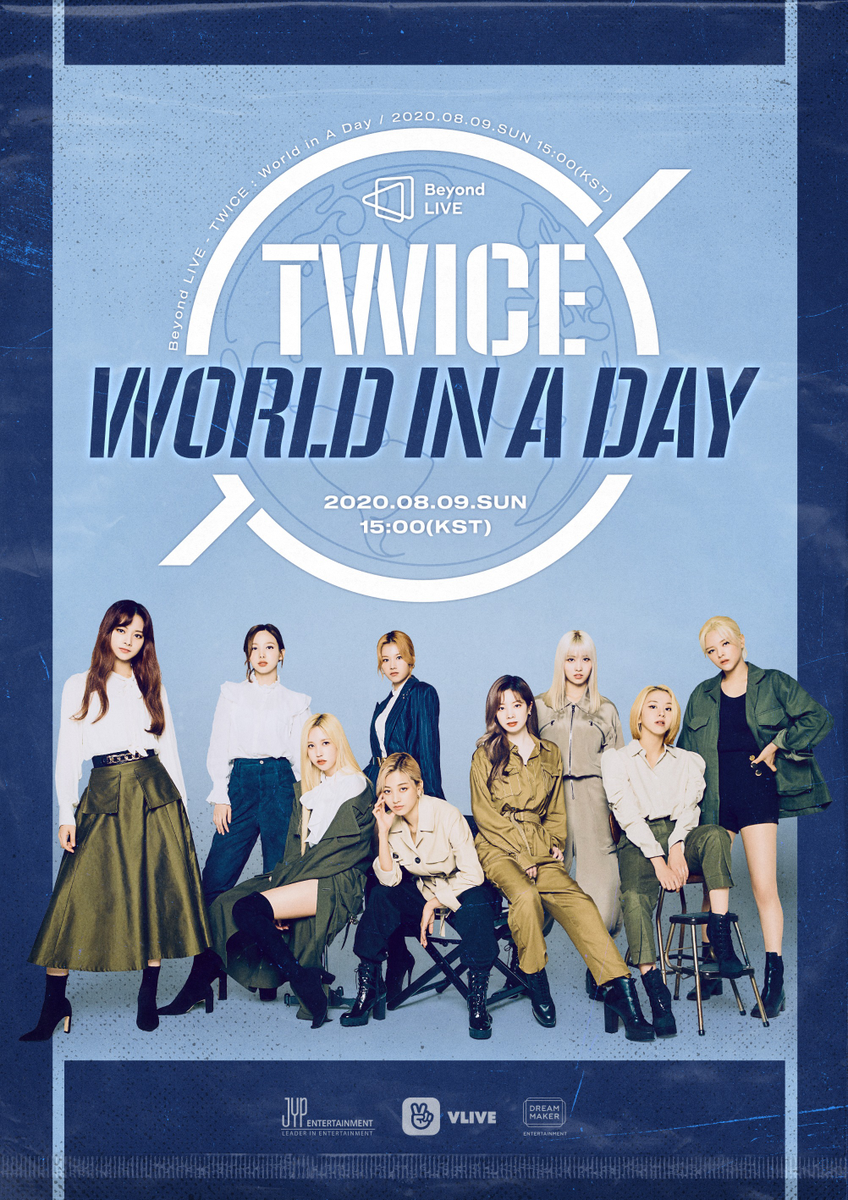 Beyond LIVE - TWICE : World in A Day / 2020.08.09.SUN 15:00(KST)
Beyond
LIVE
TWICE
WORLD IN A DAY
2020.08.09.SUN
15:00(KST)
JYP ENTERTAINMENT
LEADER IN ENTERTAINMENT
VLIVE
DREAM
MAKER
ENTERTAINMENT